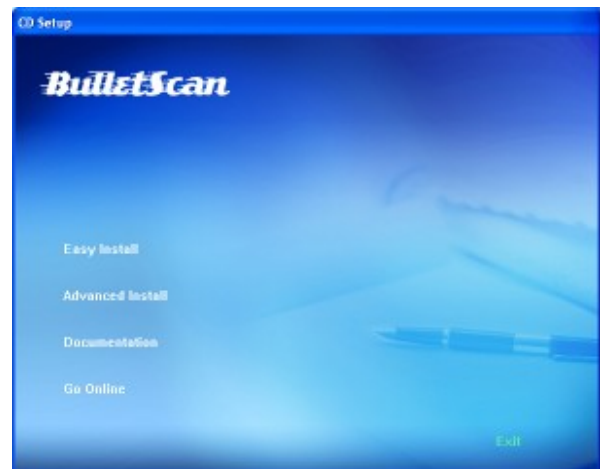 CD Setup
BulletScan
Easy Install
Advanced Install
Documentation
Go Online
Exit